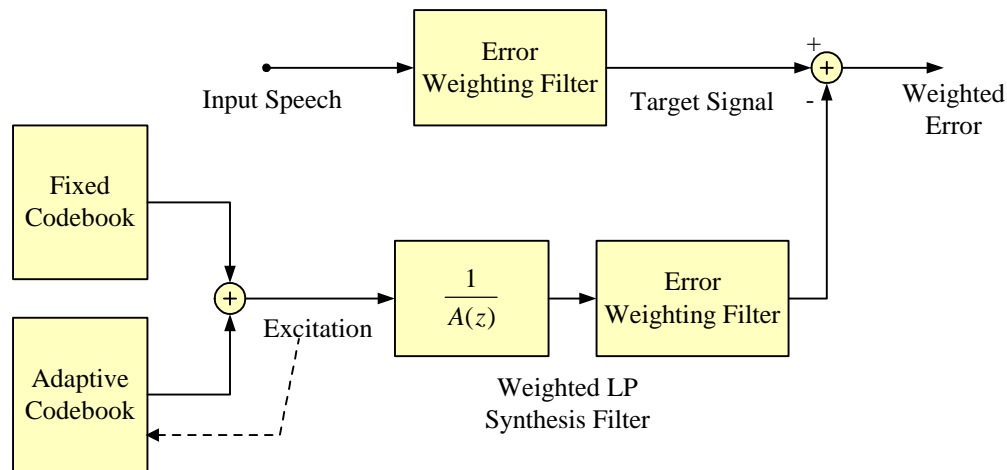 Error
Weighting Filter
+
+
Input Speech
Target Signal
-
Weighted
Error
Fixed
Codebook
+
Excitation
1
A(z)
Error
Weighting Filter
Adaptive
Codebook
Weighted LP
Synthesis Filter